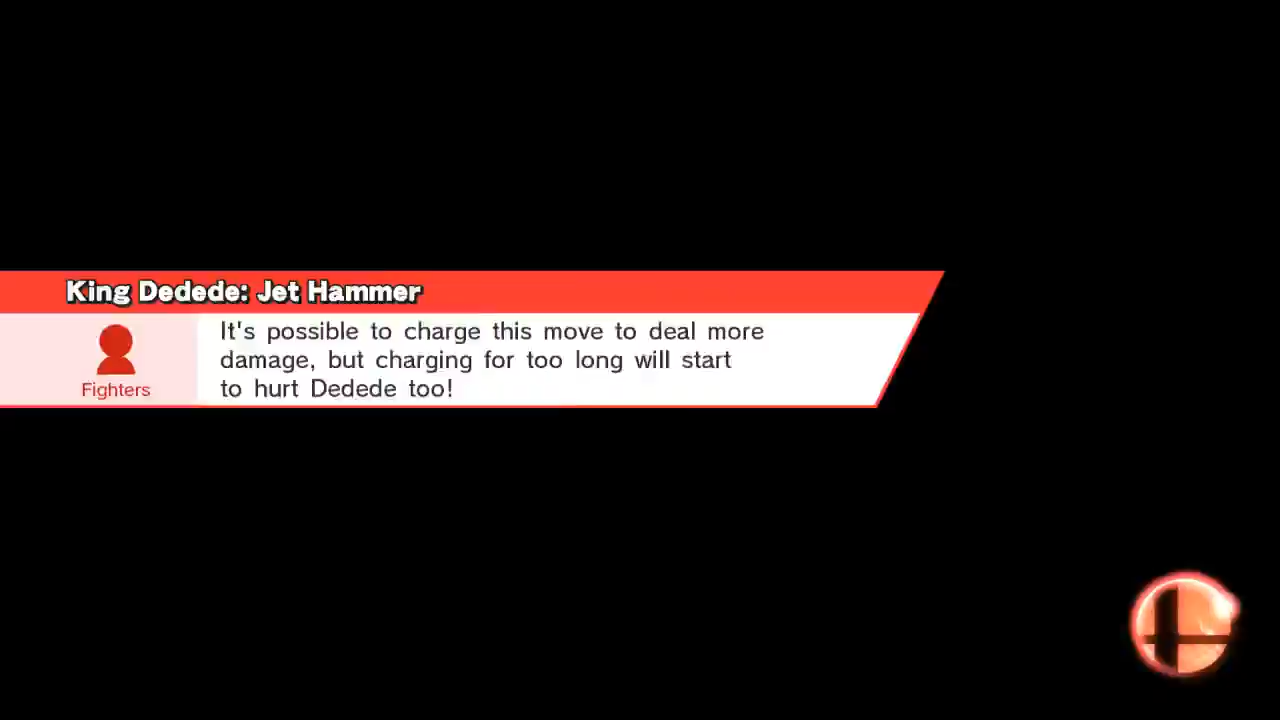 King Dedede: Jet Hammer
Fighters
It's possible to charge this move to deal more
damage, but charging for too long will start
to hurt Dedede too!